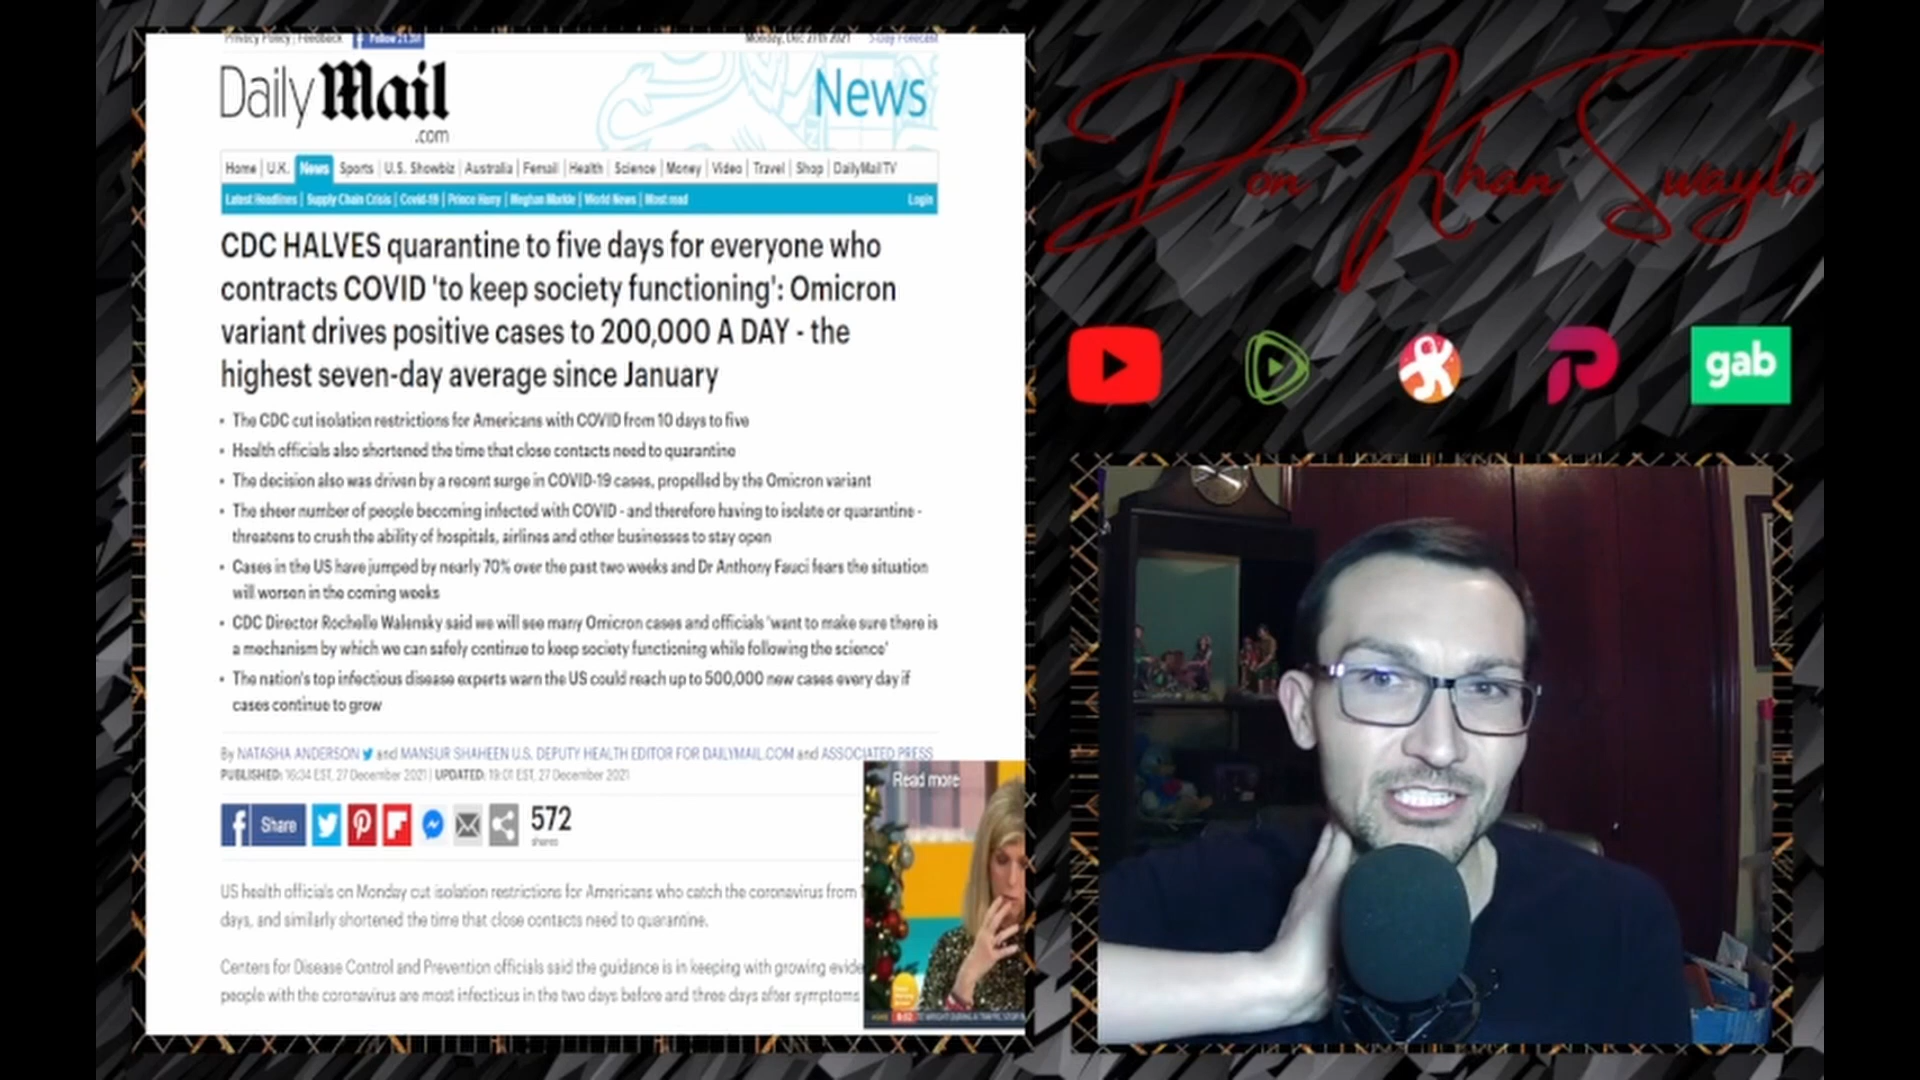 Privacy Policy | Feedback
Follow
Monday, Dec 27th 2021
5-Day Forecast
Daily Mail
.com
News
Home | U.K. | News | Sports | U.S. Showbiz | Australia | Femail | Health | Science | Money | Video | Travel | Shop | DailyMailTV
Latest Headlines | Supply Chain Crisis | Covid-19 | Prince Harry | Meghan Markle | World News | Most read
Login
CDC HALVES quarantine to five days for everyone who
contracts COVID 'to keep society functioning': Omicron
variant drives positive cases to 200,000 A DAY - the
highest seven-day average since January
• The CDC cut isolation restrictions for Americans with COVID from 10 days to five
• Health officials also shortened the time that close contacts need to quarantine
• The decision also was driven by a recent surge in COVID-19 cases, propelled by the Omicron variant
• The sheer number of people becoming infected with COVID - and therefore having to isolate or quarantine -
threatens to crush the ability of hospitals, airlines and other businesses to stay open
• Cases in the US have jumped by nearly 70% over the past two weeks and Dr Anthony Fauci fears the situation
will worsen in the coming weeks
• CDC Director Rochelle Walensky said we will see many Omicron cases and officials 'want to make sure there is
a mechanism by which we can safely continue to keep society functioning while following the science'
• The nation's top infectious disease experts warn the US could reach up to 500,000 new cases every day if
cases continue to grow
By NATASHA ANDERSON and MANSUR SHAHEEN U.S. DEPUTY HEALTH EDITOR FOR DAILYMAIL.COM and ASSOCIATED PRESS
PUBLISHED: 16:34 EST, 27 December 2021 | UPDATED: 19:01 EST, 27 December 2021
Share
572
shares
Read more
US health officials on Monday cut isolation restrictions for Americans who catch the coronavirus from
days, and similarly shortened the time that close contacts need to quarantine.
Centers for Disease Control and Prevention officials said the guidance is in keeping with growing evide
people with the coronavirus are most infectious in the two days before and three days after symptoms
Don Khan Swaylo
gab